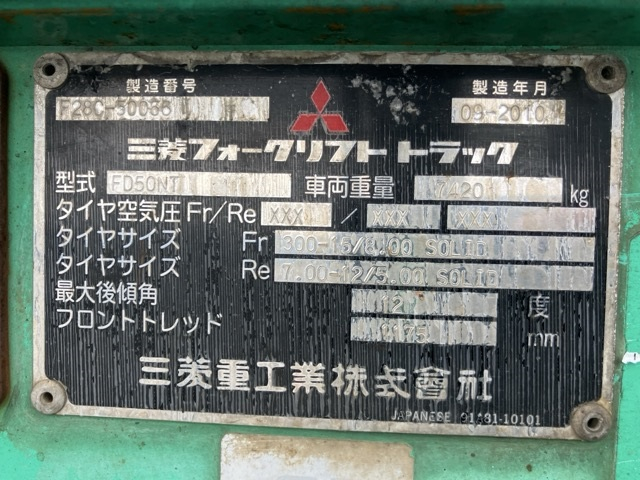 製造番号 製造年月
F28C-50086 09-2010
三菱フォークリフト トラック
型式 FD50NT 車両重量 7420 kg
タイヤ空気圧 Fr/Re XXX / XXX XXX
タイヤサイズ Fr 300-15/8.00 SOLID
タイヤサイズ Re 7.00-12/5.00 SOLID
最大後傾角 12 度
フロントトレッド mm
三菱重工業株式會社
JAPANESE 91481-10101